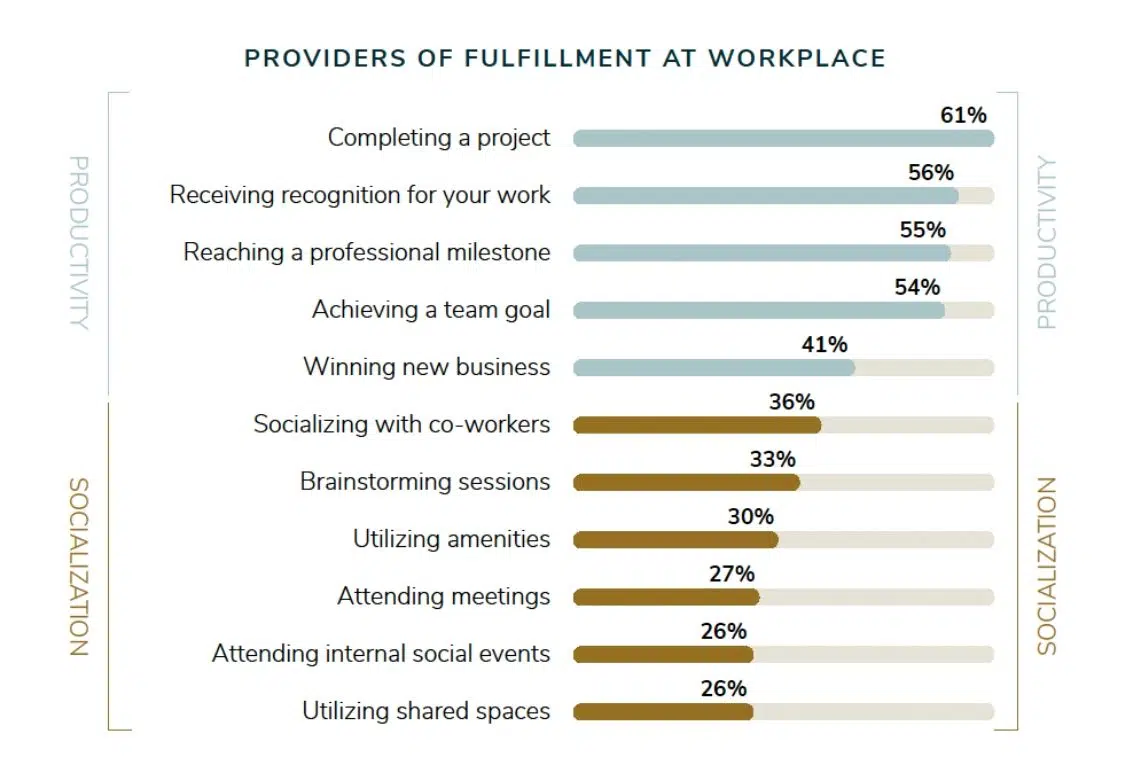 PROVIDERS OF FULFILLMENT AT WORKPLACE
PRODUCTIVITY
PRODUCTIVITY
Completing a project 61%
Receiving recognition for your work 56%
Reaching a professional milestone 55%
Achieving a team goal 54%
Winning new business 41%
SOCIALIZATION
SOCIALIZATION
Socializing with co-workers 36%
Brainstorming sessions 33%
Utilizing amenities 30%
Attending meetings 27%
Attending internal social events 26%
Utilizing shared spaces 26%